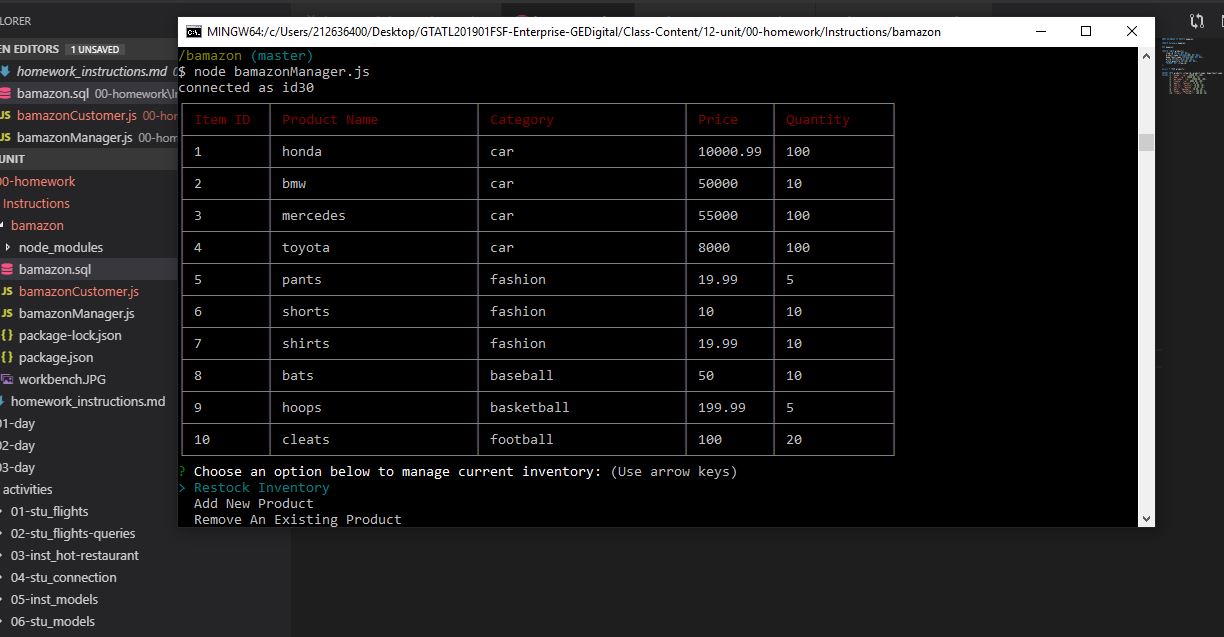 LORER
EN EDITORS 1 UNSAVED
homework_instructions.md
bamazon.sql 00-homework\I
JS bamazonCustomer.js 00-hor
JS bamazonManager.js 00-hom
UNIT
00-homework
Instructions
bamazon
node_modules
bamazon.sql
JS bamazonCustomer.js
JS bamazonManager.js
{} package-lock.json
{} package.json
workbench.JPG
homework_instructions.md
01-day
02-day
03-day
activities
01-stu_flights
02-stu_flights-queries
03-inst_hot-restaurant
04-stu_connection
05-inst_models
06-stu_models
MINGW64:/c/Users/212636400/Desktop/GTATL201901FSF-Enterprise-GEDigital/Class-Content/12-unit/00-homework/Instructions/bamazon
/bamazon (master)
$ node bamazonManager.js
connected as id30
Item ID Product Name Category Price Quantity
1 honda car 10000.99 100
2 bmw car 50000 10
3 mercedes car 55000 100
4 toyota car 8000 100
5 pants fashion 19.99 5
6 shorts fashion 10 10
7 shirts fashion 19.99 10
8 bats baseball 50 10
9 hoops basketball 199.99 5
10 cleats football 100 20
? Choose an option below to manage current inventory: (Use arrow keys)
> Restock Inventory
Add New Product
Remove An Existing Product